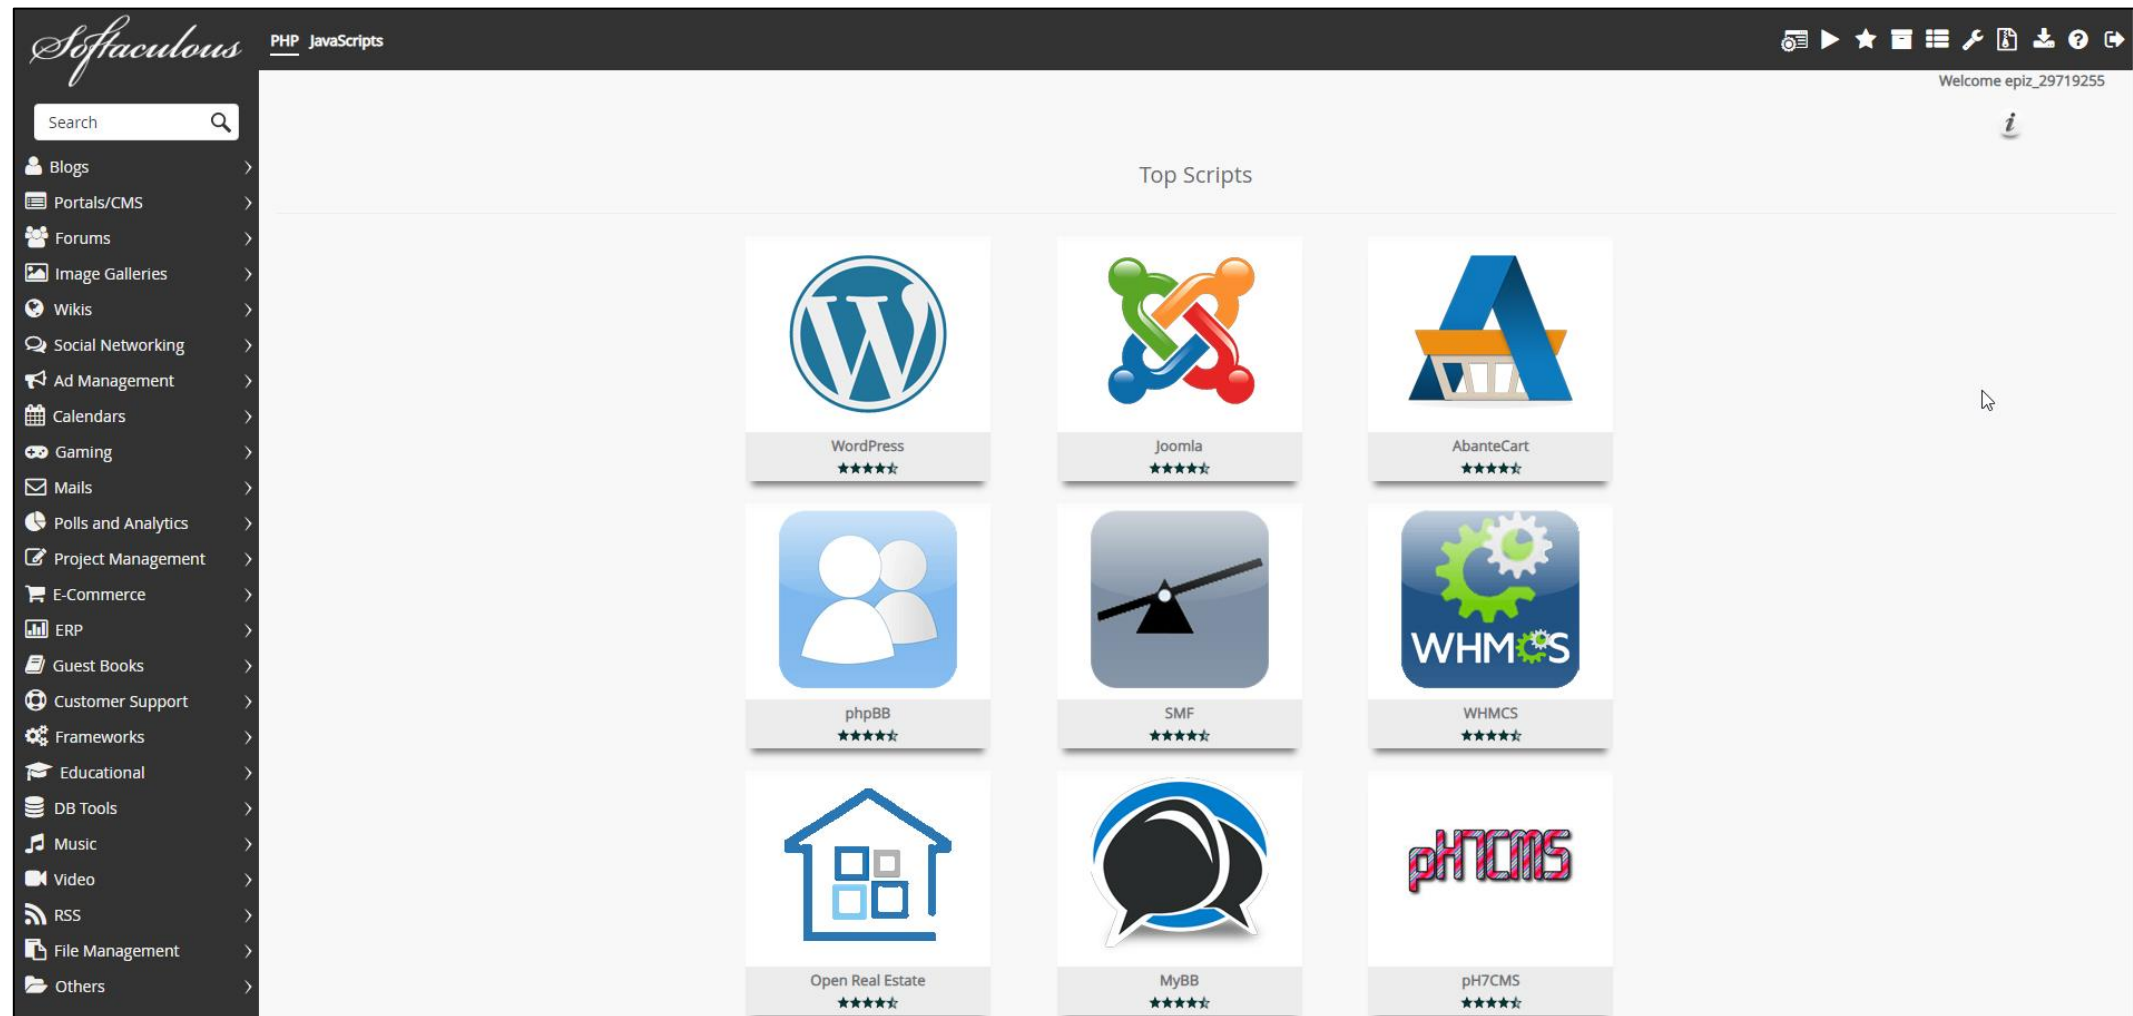 Softaculous
PHP JavaScripts
Welcome epiz_29719255
Search
Blogs
Portals/CMS
Forums
Image Galleries
Wikis
Social Networking
Ad Management
Calendars
Gaming
Mails
Polls and Analytics
Project Management
E-Commerce
ERP
Guest Books
Customer Support
Frameworks
Educational
DB Tools
Music
Video
RSS
File Management
Others
Top Scripts
WordPress
Joomla
AbanteCart
WHMCS
phpBB
SMF
WHMCS
pH7CMS
Open Real Estate
MyBB
pH7CMS